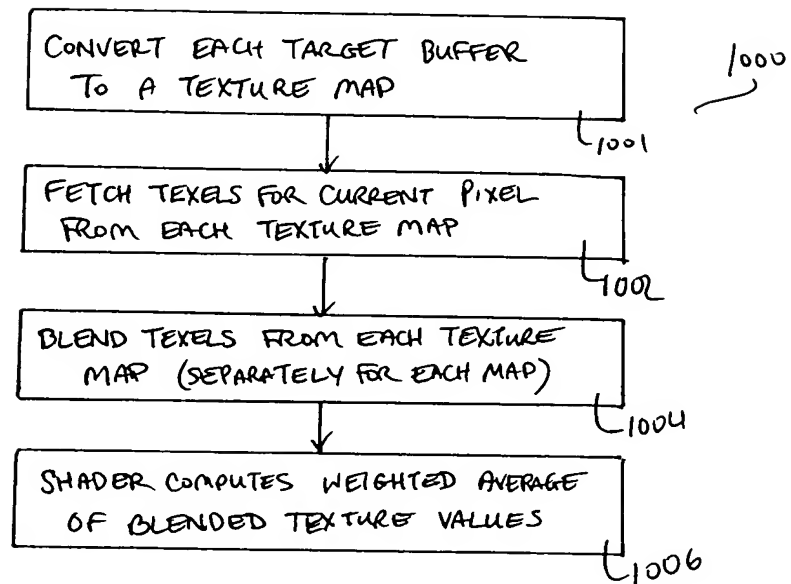 CONVERT EACH TARGET BUFFER
TO A TEXTURE MAP
1000
1001
FETCH TEXELS FOR CURRENT PIXEL
FROM EACH TEXTURE MAP
1002
BLEND TEXELS FROM EACH TEXTURE
MAP (SEPARATELY FOR EACH MAP)
1004
SHADER COMPUTES WEIGHTED AVERAGE
OF BLENDED TEXTURE VALUES
1006